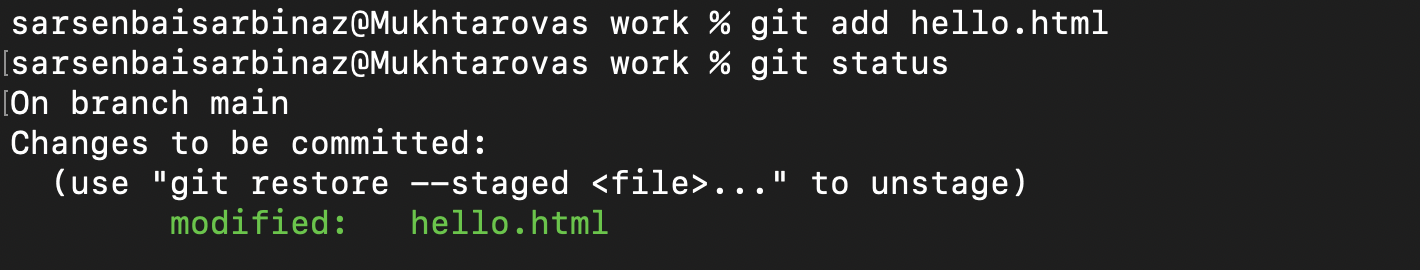 sarsenbaisarbinaz@Mukhtarovas work % git add hello.html
[sarsenbaisarbinaz@Mukhtarovas work % git status
[On branch main
Changes to be committed:
  (use "git restore --staged <file>..." to unstage)
        modified:   hello.html